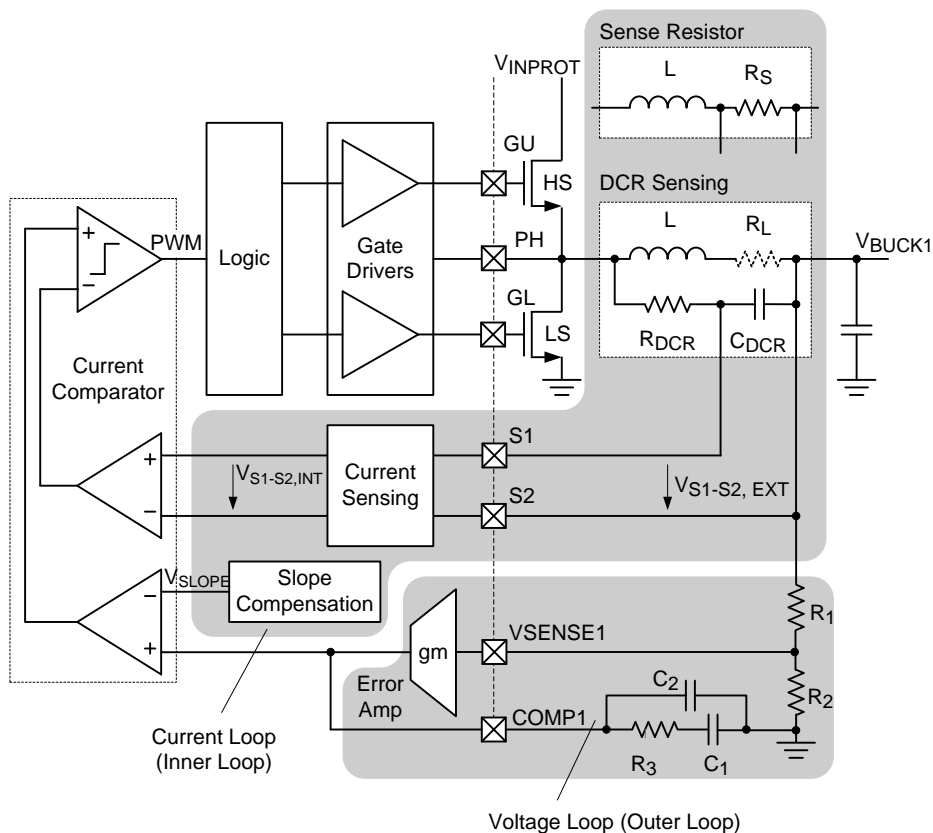 Sense Resistor
L
RS
VINPROT
GU
HS
DCR Sensing
L
RL
PWM
PH
VBUCK1
Logic
Gate
Drivers
GL
LS
RDCR
CDCR
+
−
Current
Comparator
S1
+
VS1-S2,INT
Current
Sensing
VS1-S2, EXT
S2
−
VSLOPE
Slope
Compensation
−
+
R1
VSENSE1
gm
Error
Amp
C2
R2
COMP1
R3
C1
Current Loop
(Inner Loop)
Voltage Loop (Outer Loop)